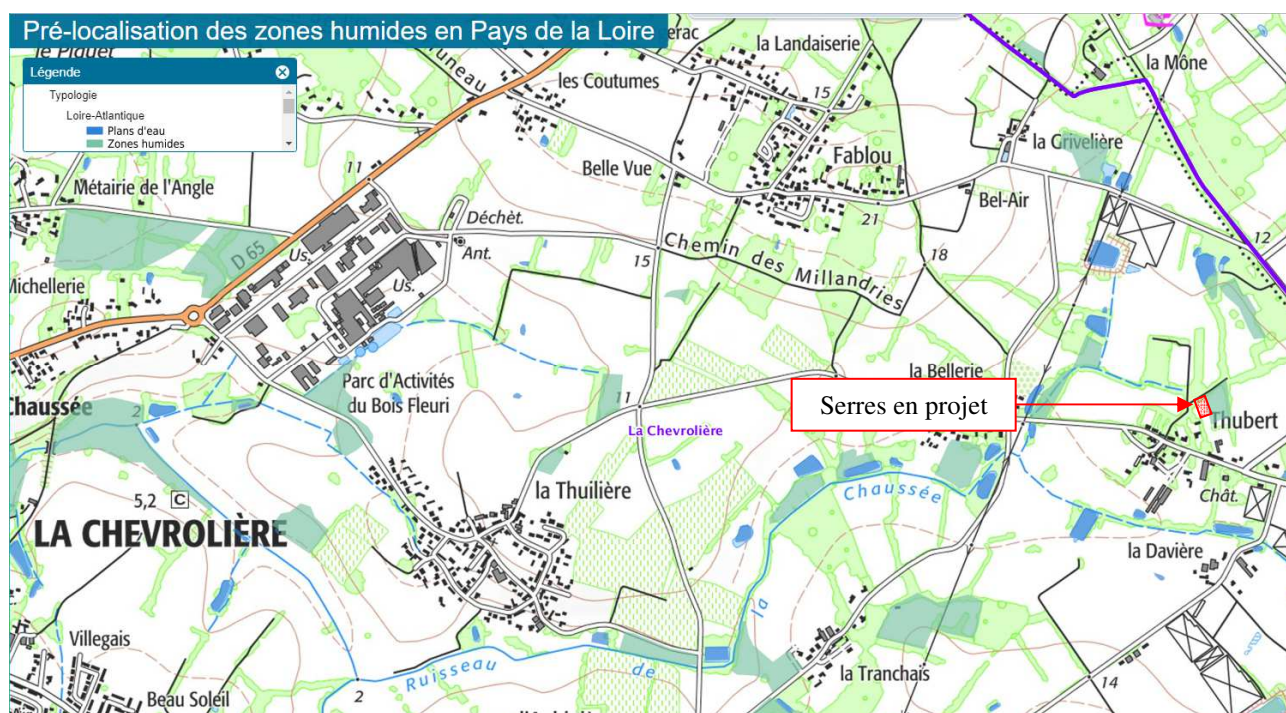 Pré-localisation des zones humides en Pays de la Loire
Légende
Typologie
Loire-Atlantique
Plans d'eau
Zones humides
la Landaiserie
la Mône
les Coutumes
15
Fablou
la Grivelière
Belle Vue
Métairie de l'Angle
11
Bel-Air
21
Déchèt.
Ant.
D 65
Us.
Us.
15
Chemin des Millandries
18
12
Michellerie
Parc d'Activités
du Bois Fleuri
la Bellerie
Serres en projet
Thubert
Chaussée
2
11
La Chevrolière
Chât.
5,2 C
LA CHEVROLIÈRE
la Thuilière
Ruisseau de la Chaussée
la Davière
Villegais
la Tranchais
14
Beau Soleil
2